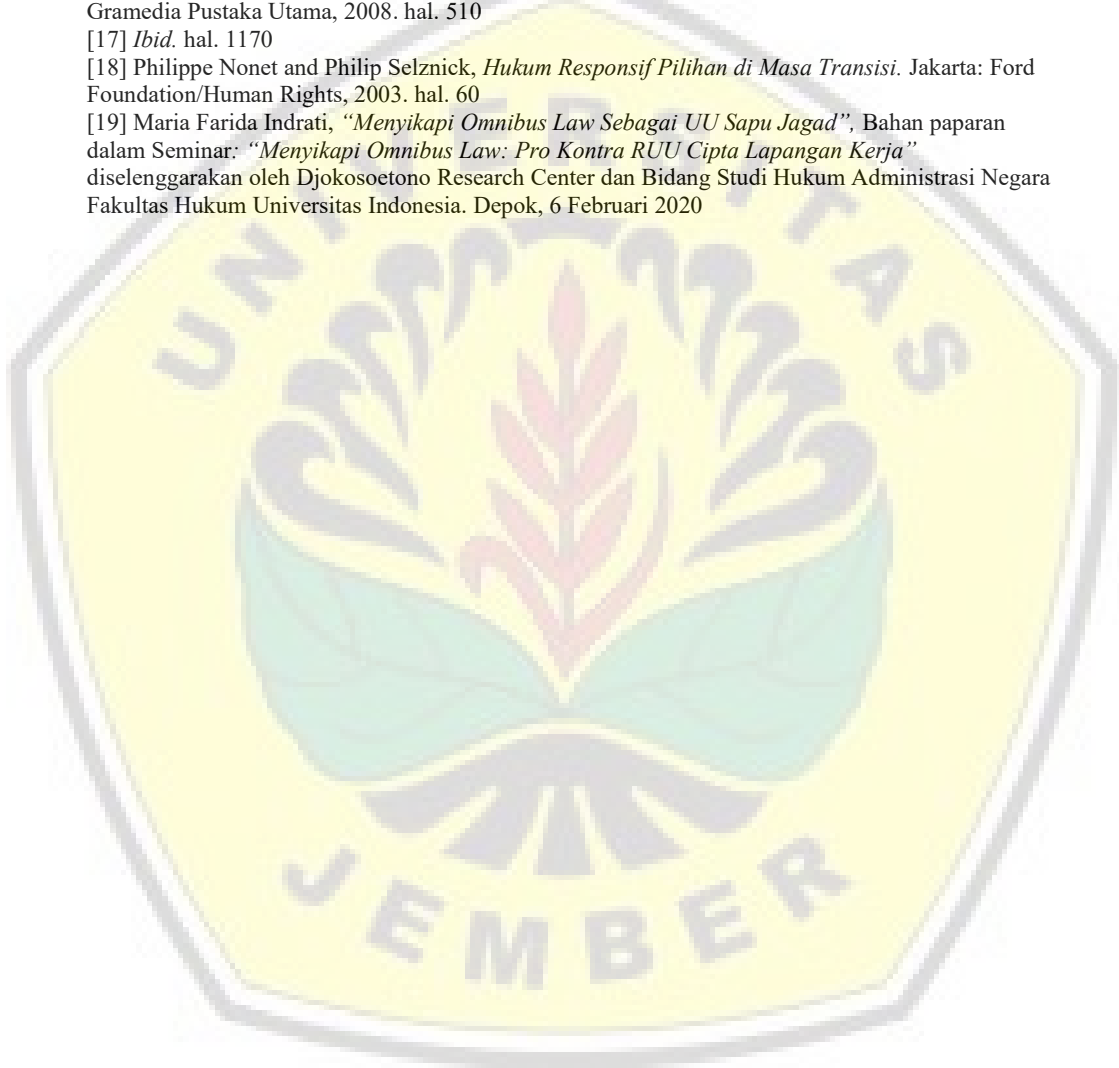 Gramedia Pustaka Utama, 2008. hal. 510
[17] Ibid. hal. 1170
[18] Philippe Nonet and Philip Selznick, Hukum Responsif Pilihan di Masa Transisi. Jakarta: Ford
Foundation/Human Rights, 2003. hal. 60
[19] Maria Farida Indrati, “Menyikapi Omnibus Law Sebagai UU Sapu Jagad”, Bahan paparan
dalam Seminar: “Menyikapi Omnibus Law: Pro Kontra RUU Cipta Lapangan Kerja”
diselenggarakan oleh Djokosoetono Research Center dan Bidang Studi Hukum Administrasi Negara
Fakultas Hukum Universitas Indonesia. Depok, 6 Februari 2020
UNIVERSITAS
JEMBER